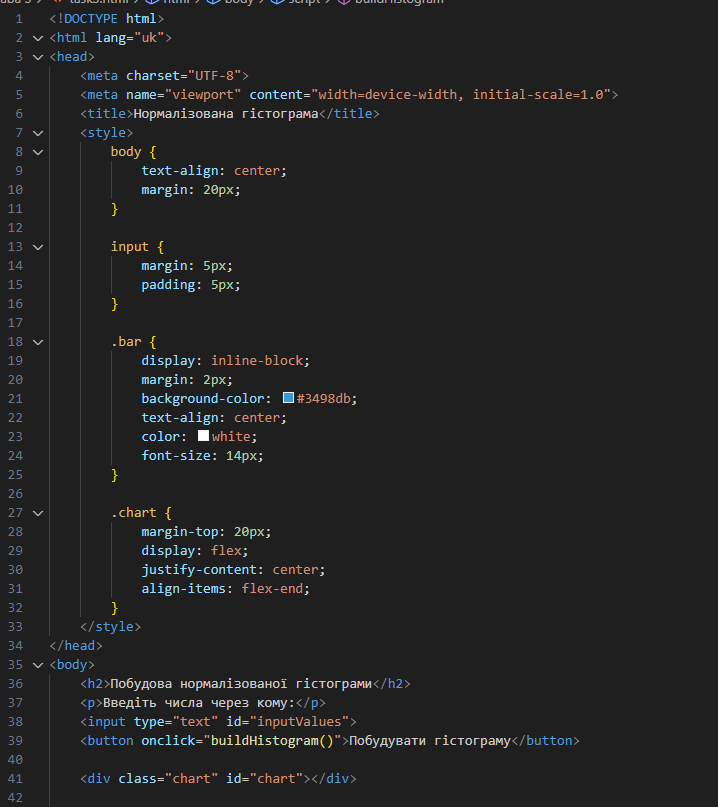 task3.html > html > body > script > buildHistogram
1 <!DOCTYPE html>
2 <html lang="uk">
3 <head>
4 <meta charset="UTF-8">
5 <meta name="viewport" content="width=device-width, initial-scale=1.0">
6 <title>Нормалізована гістограма</title>
7 <style>
8 body {
9 text-align: center;
10 margin: 20px;
11 }
12
13 input {
14 margin: 5px;
15 padding: 5px;
16 }
17
18 .bar {
19 display: inline-block;
20 margin: 2px;
21 background-color: #3498db;
22 text-align: center;
23 color: white;
24 font-size: 14px;
25 }
26
27 .chart {
28 margin-top: 20px;
29 display: flex;
30 justify-content: center;
31 align-items: flex-end;
32 }
33 </style>
34 </head>
35 <body>
36 <h2>Побудова нормалізованої гістограми</h2>
37 <p>Введіть числа через кому:</p>
38 <input type="text" id="inputValues">
39 <button onclick="buildHistogram()">Побудувати гістограму</button>
40
41 <div class="chart" id="chart"></div>
42